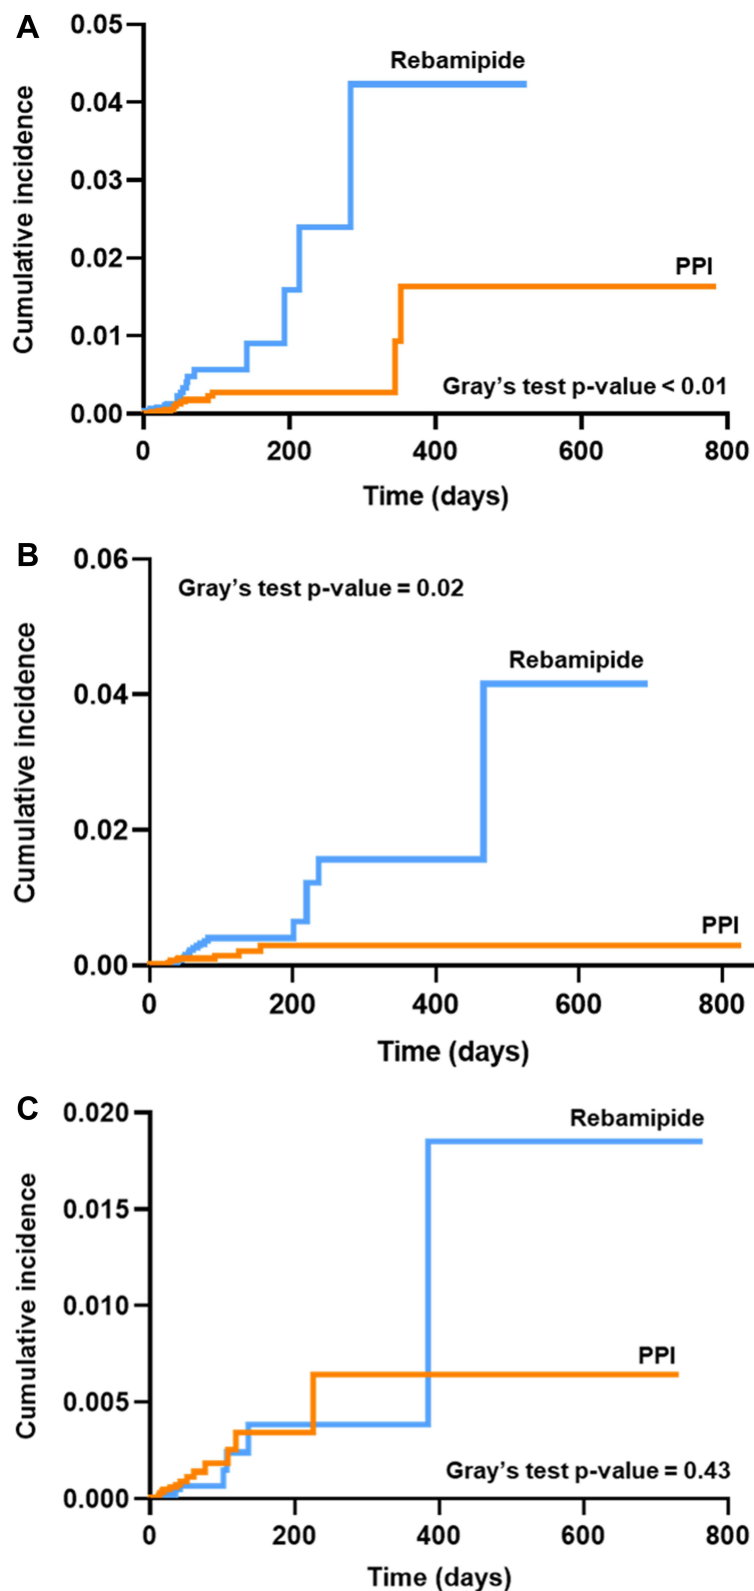 A
0.05
Rebamipide
0.04
0.03
0.02
PPI
0.01
Gray's test p-value < 0.01
0.00
0 200 400 600 800
Time (days)
Cumulative incidence
B
0.06
Gray's test p-value = 0.02
Rebamipide
0.04
0.02
PPI
0.00
0 200 400 600 800
Time (days)
Cumulative incidence
C
0.020
Rebamipide
0.015
0.010
PPI
0.005
Gray's test p-value = 0.43
0.000
0 200 400 600 800
Time (days)
Cumulative incidence